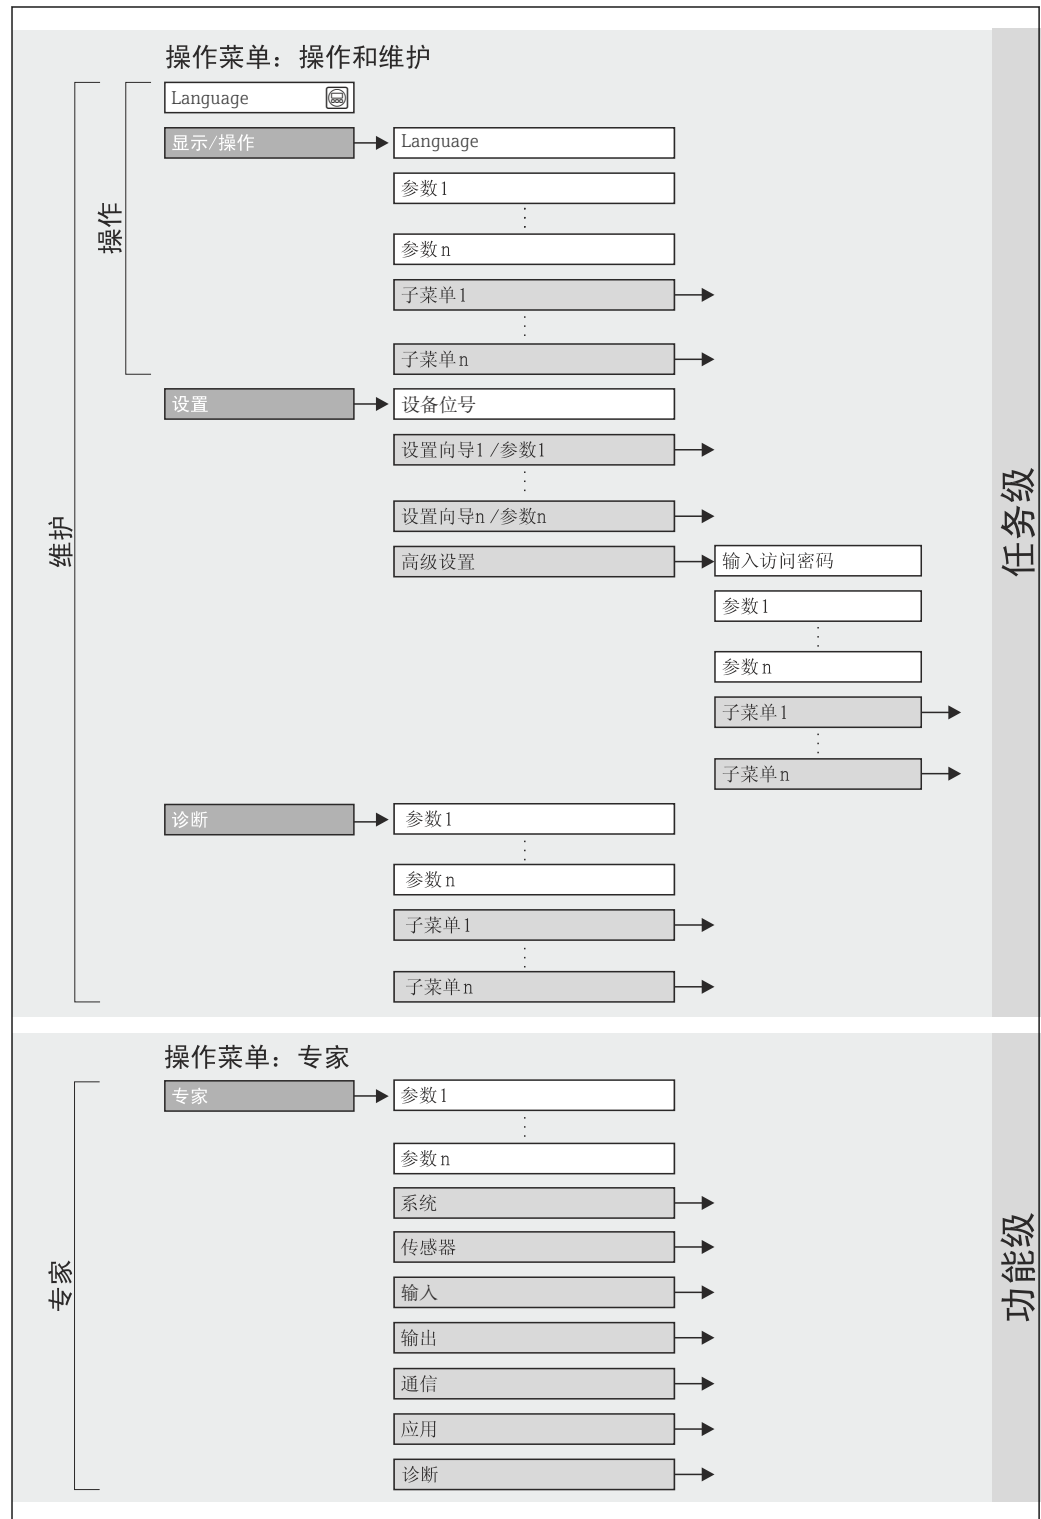 操作菜单：操作和维护
Language
显示/操作
Language
参数1
参数n
子菜单1
子菜单n
操作
设置
设备位号
设置向导1 /参数1
设置向导n /参数n
高级设置
输入访问密码
参数1
参数n
子菜单1
子菜单n
维护
诊断
参数1
参数n
子菜单1
子菜单n
任务级
操作菜单：专家
专家
参数1
参数n
系统
传感器
输入
输出
通信
应用
诊断
专家
功能级